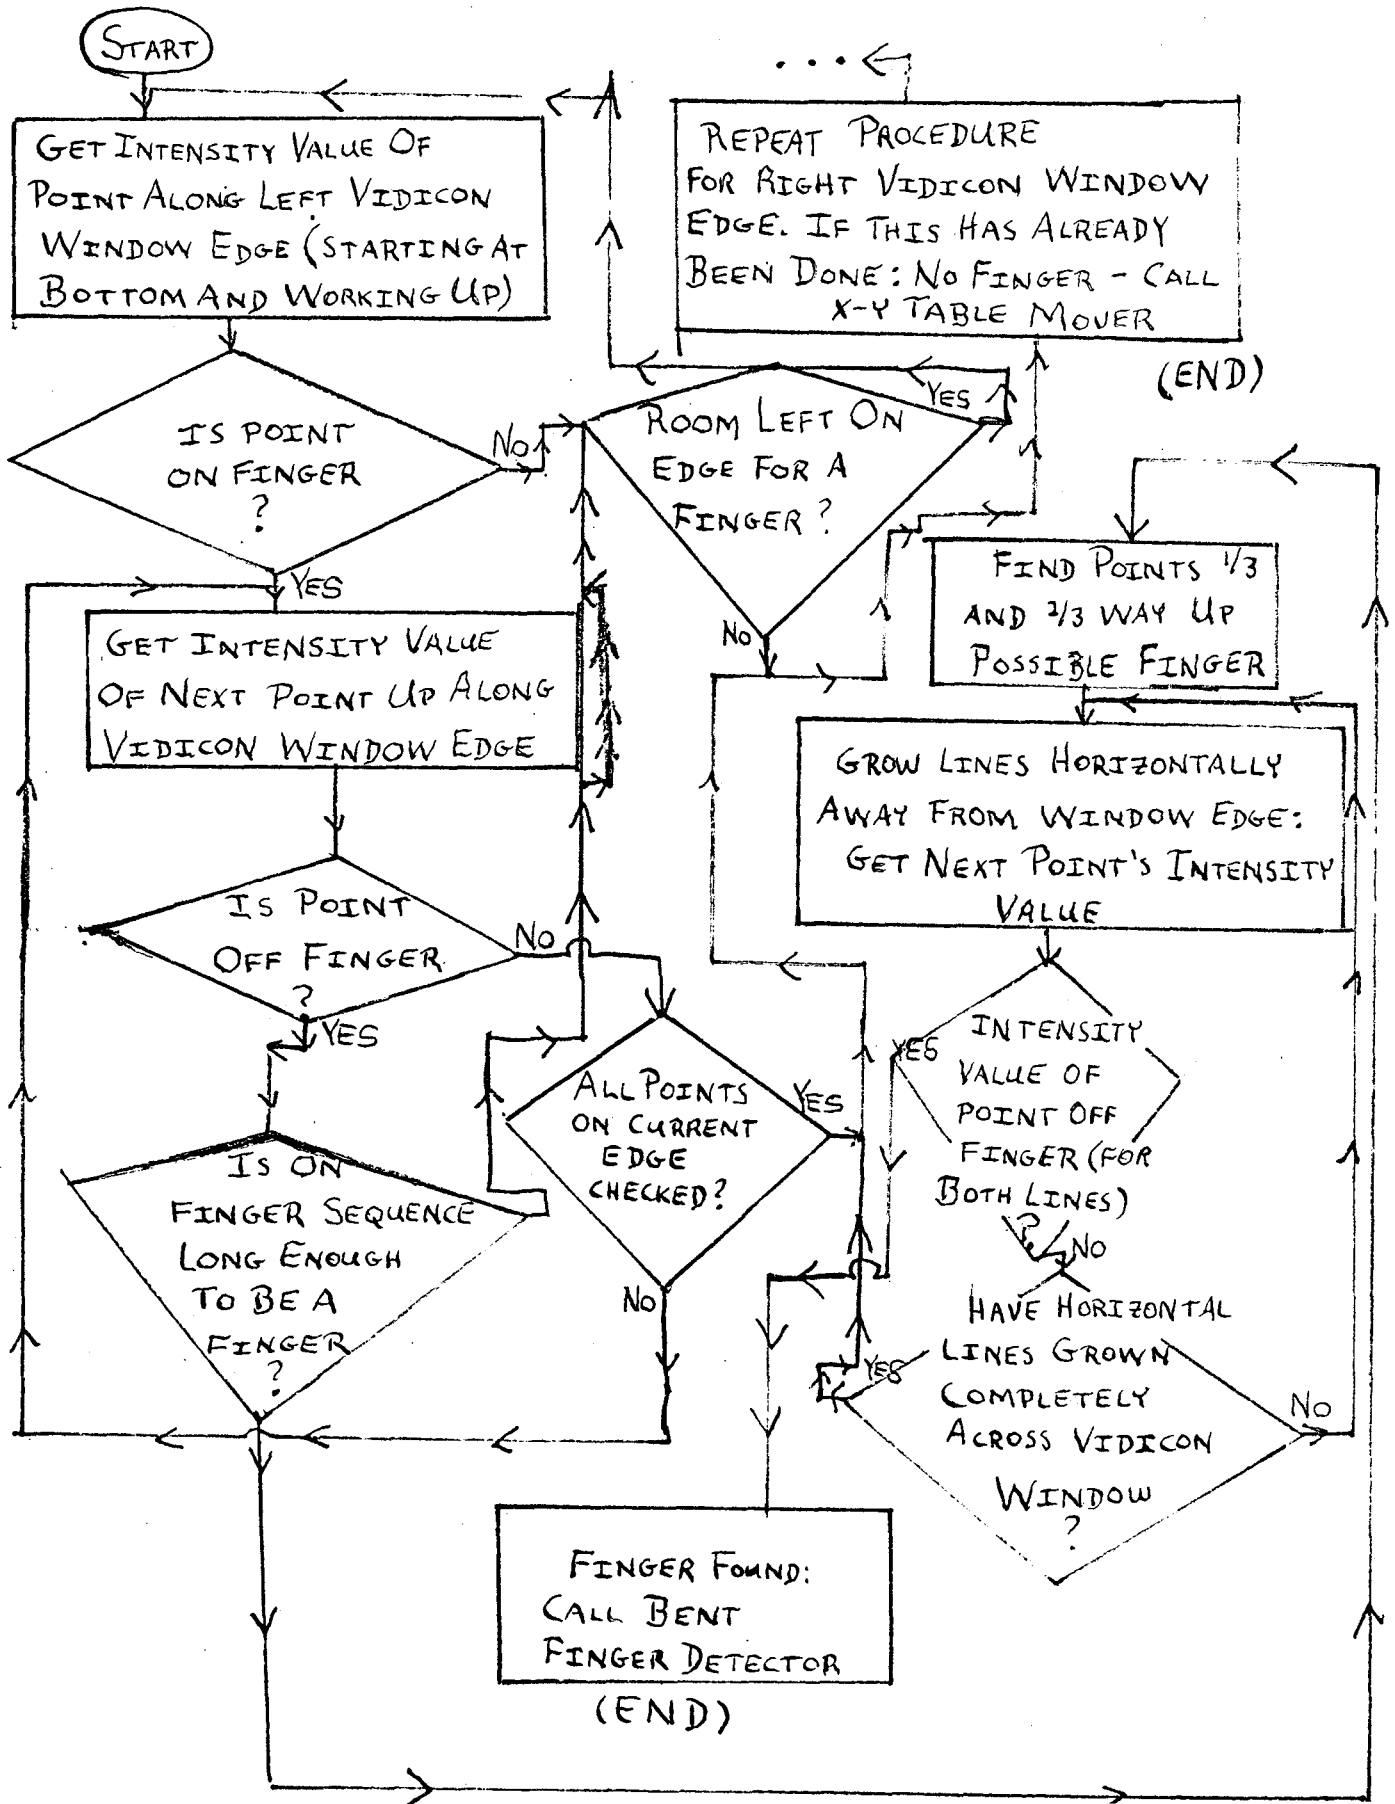 START
GET INTENSITY VALUE OF
POINT ALONG LEFT VIDICON
WINDOW EDGE (STARTING AT
BOTTOM AND WORKING UP)
IS POINT
ON FINGER
?
NO
YES
GET INTENSITY VALUE
OF NEXT POINT UP ALONG
VIDICON WINDOW EDGE
IS POINT
OFF FINGER
?
NO
YES
IS ON
FINGER SEQUENCE
LONG ENOUGH
TO BE A
FINGER
?
ALL POINTS
ON CURRENT
EDGE
CHECKED?
YES
NO
ROOM LEFT ON
EDGE FOR A
FINGER?
YES
NO
...
REPEAT PROCEDURE
FOR RIGHT VIDICON WINDOW
EDGE. IF THIS HAS ALREADY
BEEN DONE: NO FINGER - CALL
X-Y TABLE MOVER
(END)
FIND POINTS 1/3
AND 2/3 WAY UP
POSSIBLE FINGER
GROW LINES HORIZONTALLY
AWAY FROM WINDOW EDGE:
GET NEXT POINT'S INTENSITY
VALUE
INTENSITY
VALUE OF
POINT OFF
FINGER (FOR
BOTH LINES)
?
YES
NO
HAVE HORIZONTAL
LINES GROWN
COMPLETELY
ACROSS VIDICON
WINDOW
?
YES
NO
FINGER FOUND:
CALL BENT
FINGER DETECTOR
(END)